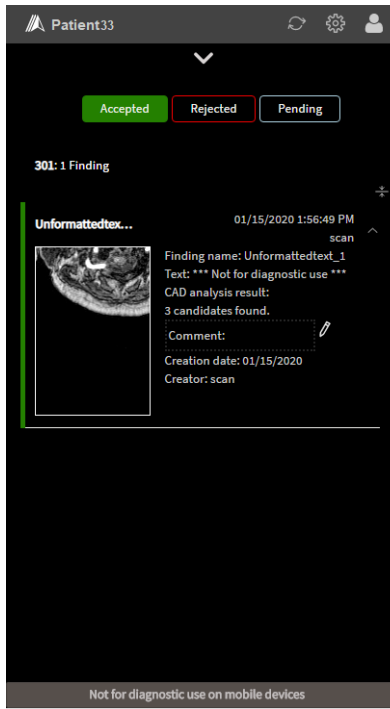 Patient33
Accepted
Rejected
Pending
301: 1 Finding
Unformattedtex...
01/15/2020 1:56:49 PM
scan
Finding name: Unformattedtext_1
Text: *** Not for diagnostic use ***
CAD analysis result:
3 candidates found.
Comment:
Creation date: 01/15/2020
Creator: scan
Not for diagnostic use on mobile devices